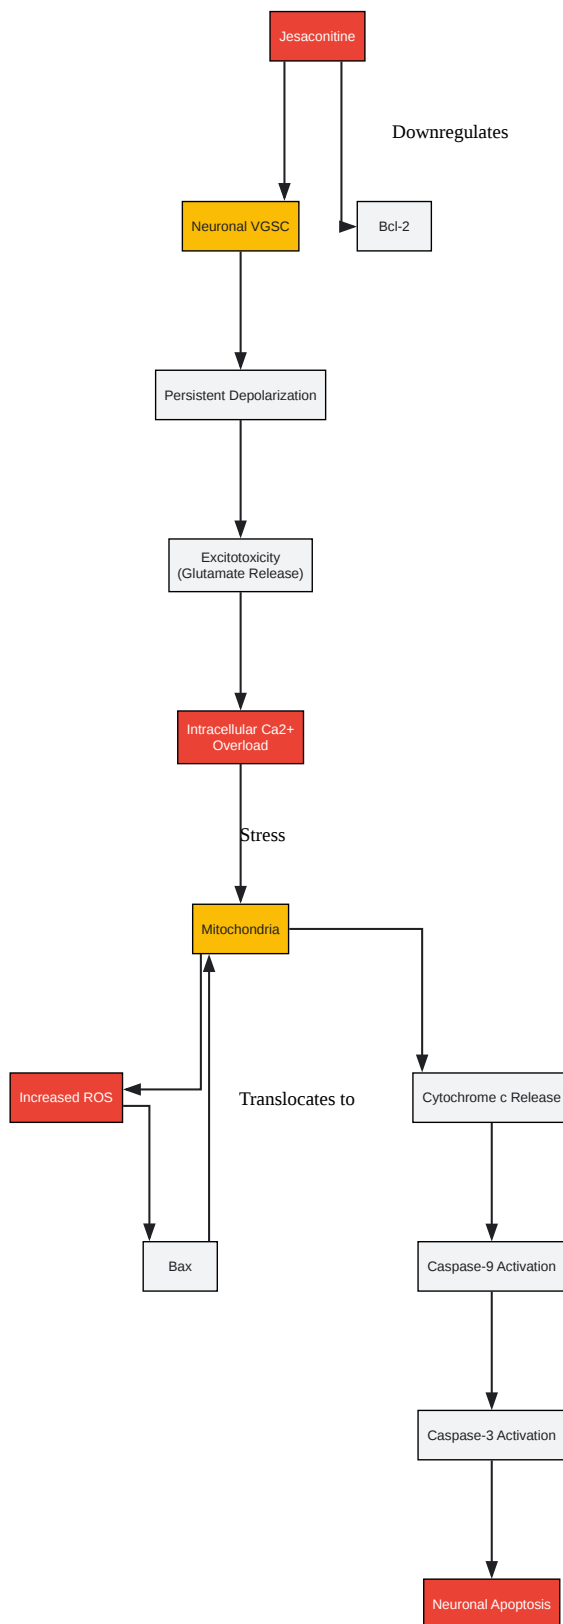 Jesaconitine
Downregulates
Neuronal VGSC
Bcl-2
Persistent Depolarization
Excitotoxicity
(Glutamate Release)
Intracellular Ca2+
Overload
Stress
Mitochondria
Increased ROS
Translocates to
Cytochrome c Release
Bax
Caspase-9 Activation
Caspase-3 Activation
Neuronal Apoptosis